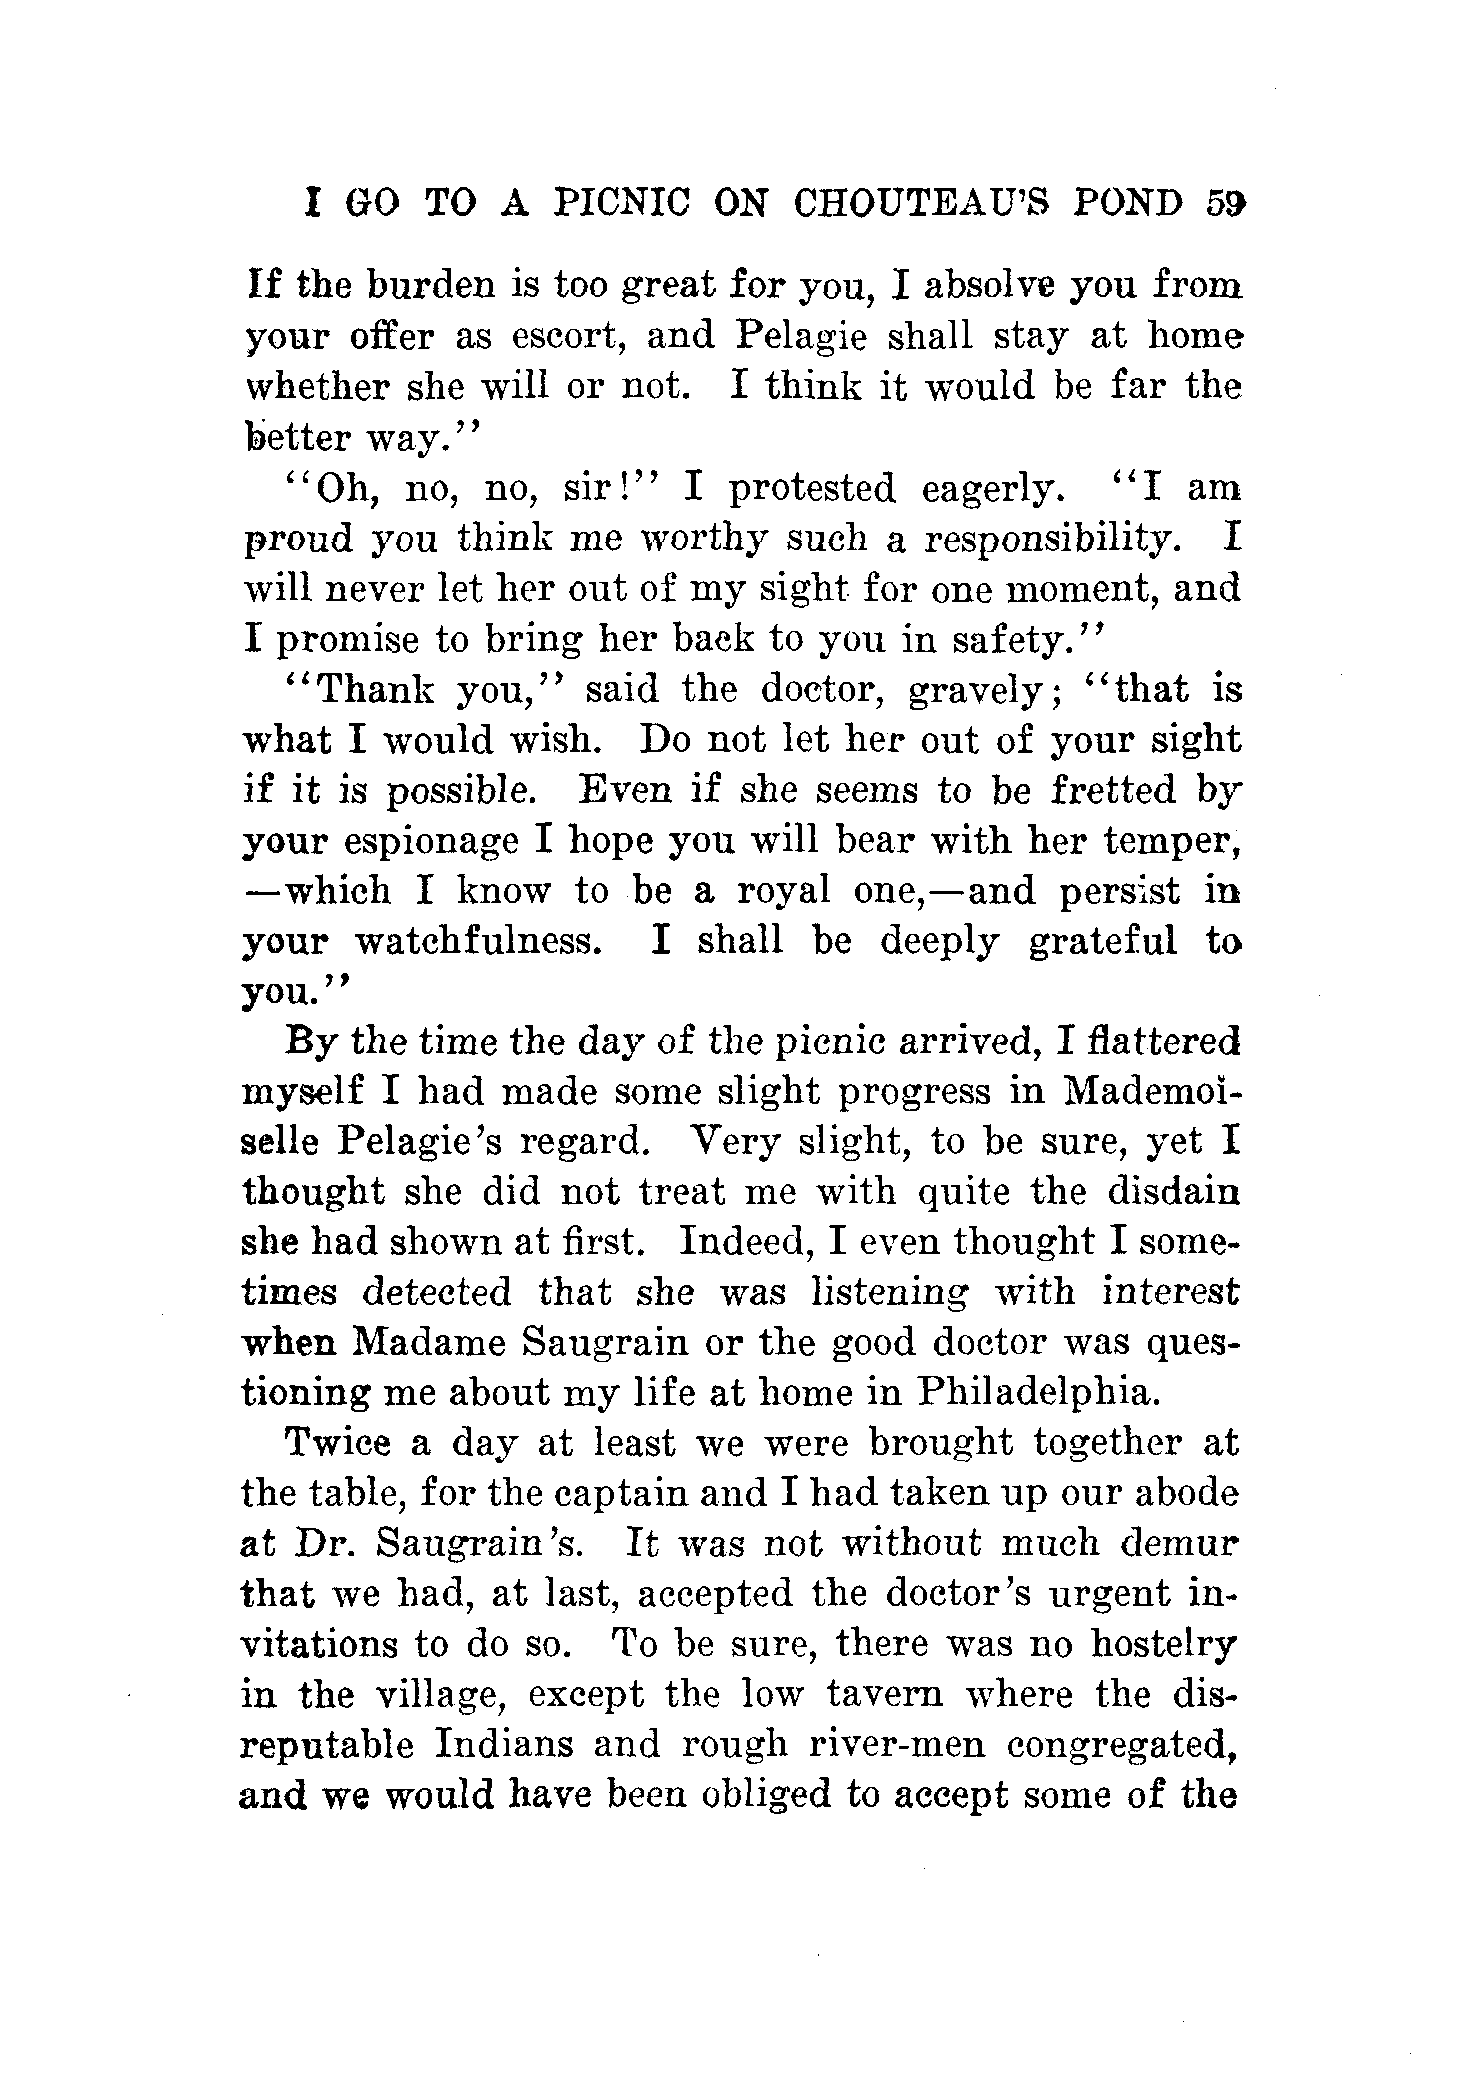 I GO TO A PICNIC ON CHOUTEAU'S POND 59
If the burden is too great for you, I absolve you from
your offer as escort, and Pelagie shall stay at home
whether she will or not. I think it would be far the
better way.''
''Oh, no, no, sir!'' I protested eagerly. ''I am
proud you think me worthy such a responsibility. I
will never let her out of my sight for one moment, and
I promise to bring her back to you in safety.''
''Thank you,'' said the doctor, gravely; ''that is
what I would wish. Do not let her out of your sight
if it is possible. Even if she seems to be fretted by
your espionage I hope you will bear with her temper,
—which I know to be a royal one,—and persist in
your watchfulness. I shall be deeply grateful to
you.''
By the time the day of the picnic arrived, I flattered
myself I had made some slight progress in Mademoi-
selle Pelagie's regard. Very slight, to be sure, yet I
thought she did not treat me with quite the disdain
she had shown at first. Indeed, I even thought I some-
times detected that she was listening with interest
when Madame Saugrain or the good doctor was ques-
tioning me about my life at home in Philadelphia.
Twice a day at least we were brought together at
the table, for the captain and I had taken up our abode
at Dr. Saugrain's. It was not without much demur
that we had, at last, accepted the doctor's urgent in-
vitations to do so. To be sure, there was no hostelry
in the village, except the low tavern where the dis-
reputable Indians and rough river-men congregated,
and we would have been obliged to accept some of the